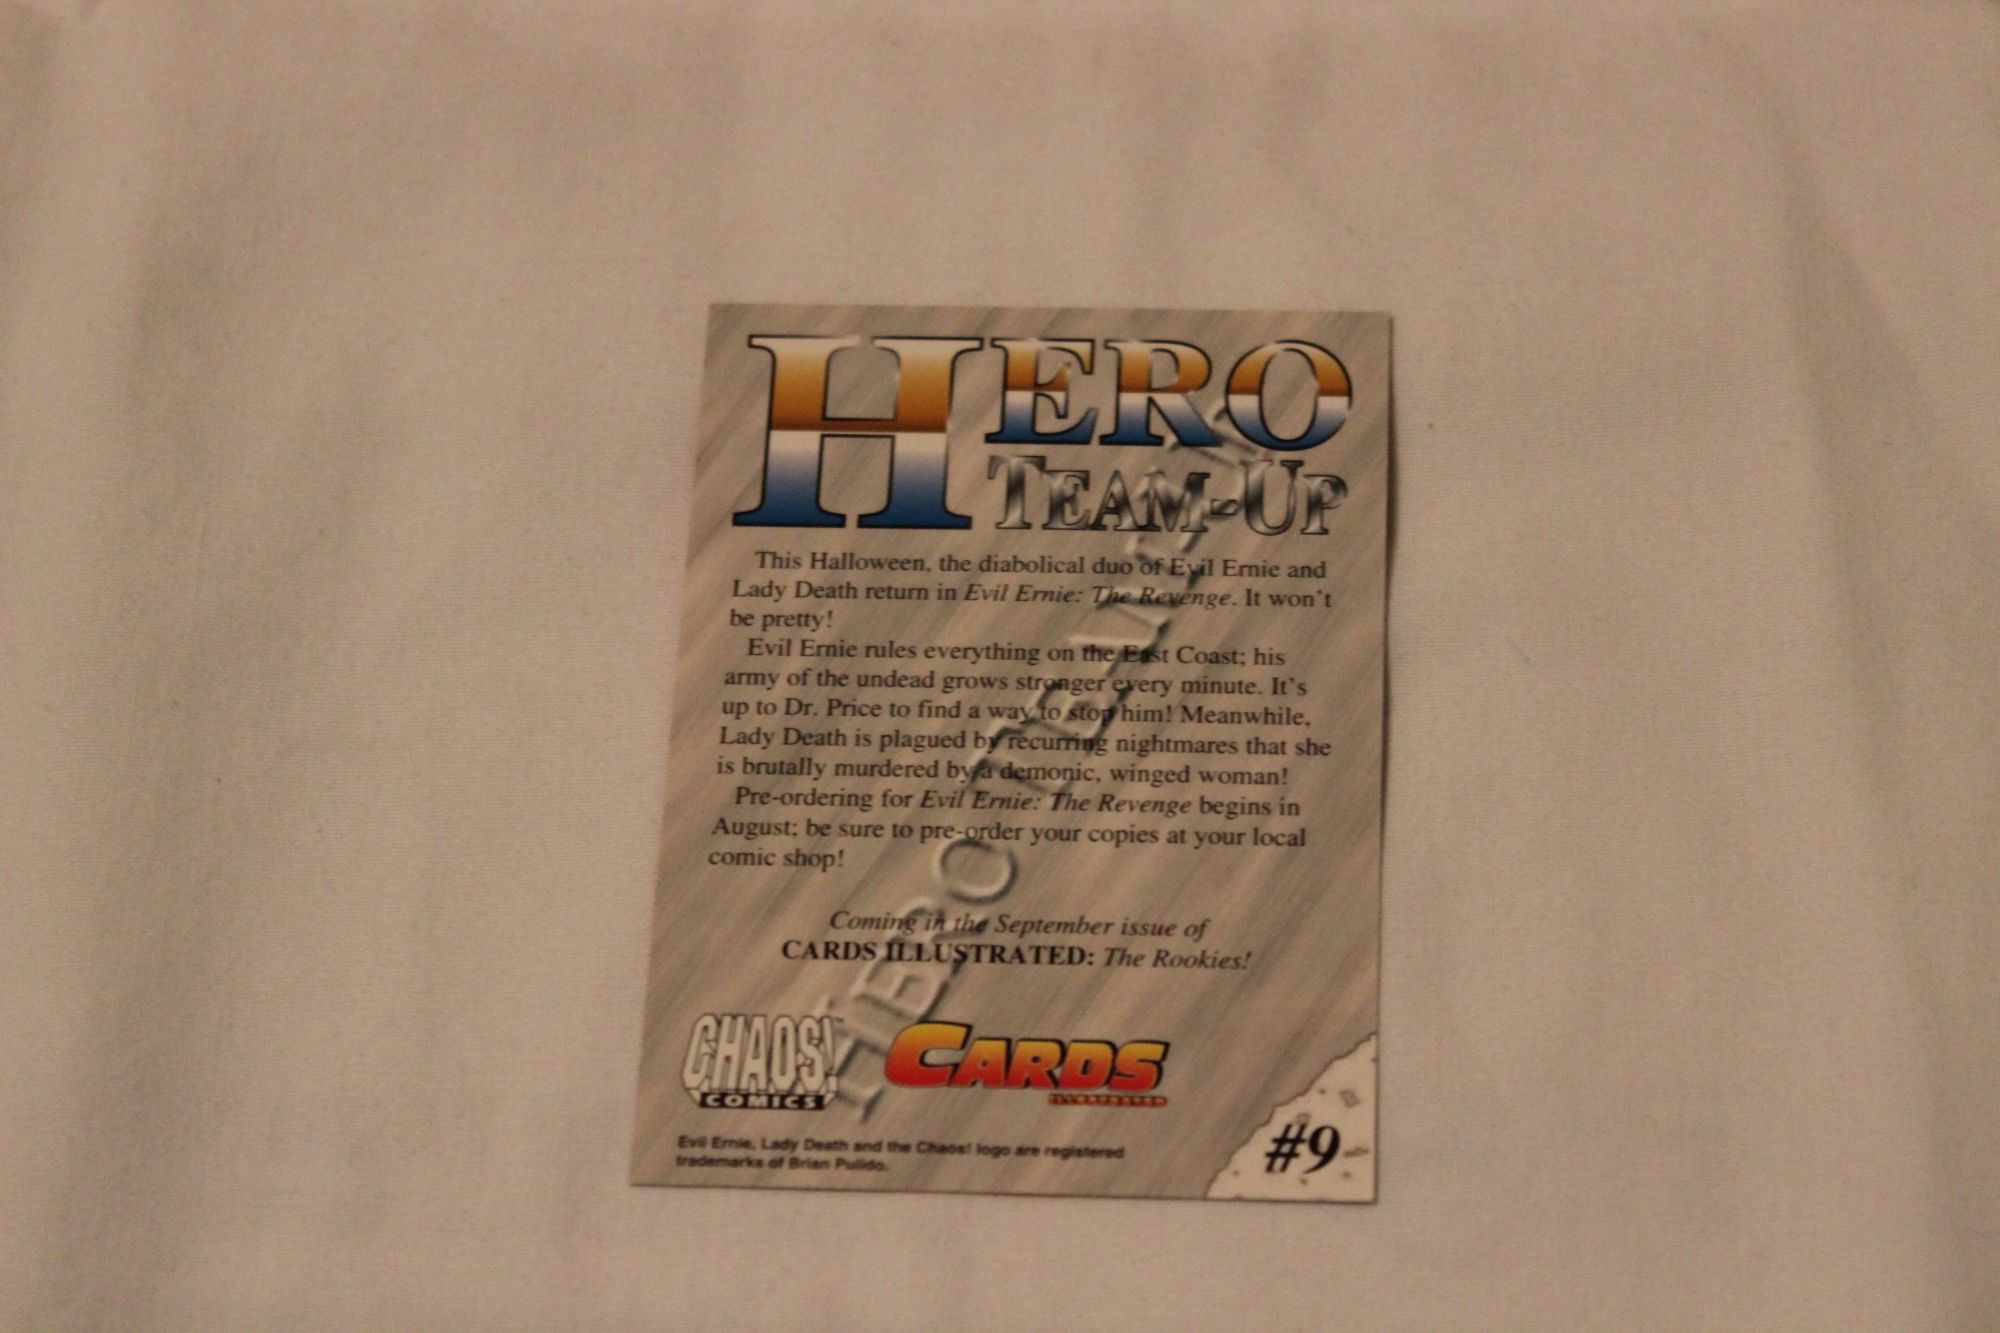 HERO
TEAM-UP
This Halloween, the diabolical duo of Evil Ernie and
Lady Death return in Evil Ernie: The Revenge. It won't
be pretty!
Evil Ernie rules everything on the East Coast; his
army of the undead grows stronger every minute. It's
up to Dr. Price to find a way to stop him! Meanwhile,
Lady Death is plagued by recurring nightmares that she
is brutally murdered by a demonic, winged woman!
Pre-ordering for Evil Ernie: The Revenge begins in
August; be sure to pre-order your copies at your local
comic shop!
Coming in the September issue of
CARDS ILLUSTRATED: The Rookies!
CHAOS!
COMICS
CARDS
ILLUSTRATED
Evil Ernie, Lady Death and the Chaos! logo are registered
trademarks of Brian Pulido.
#9